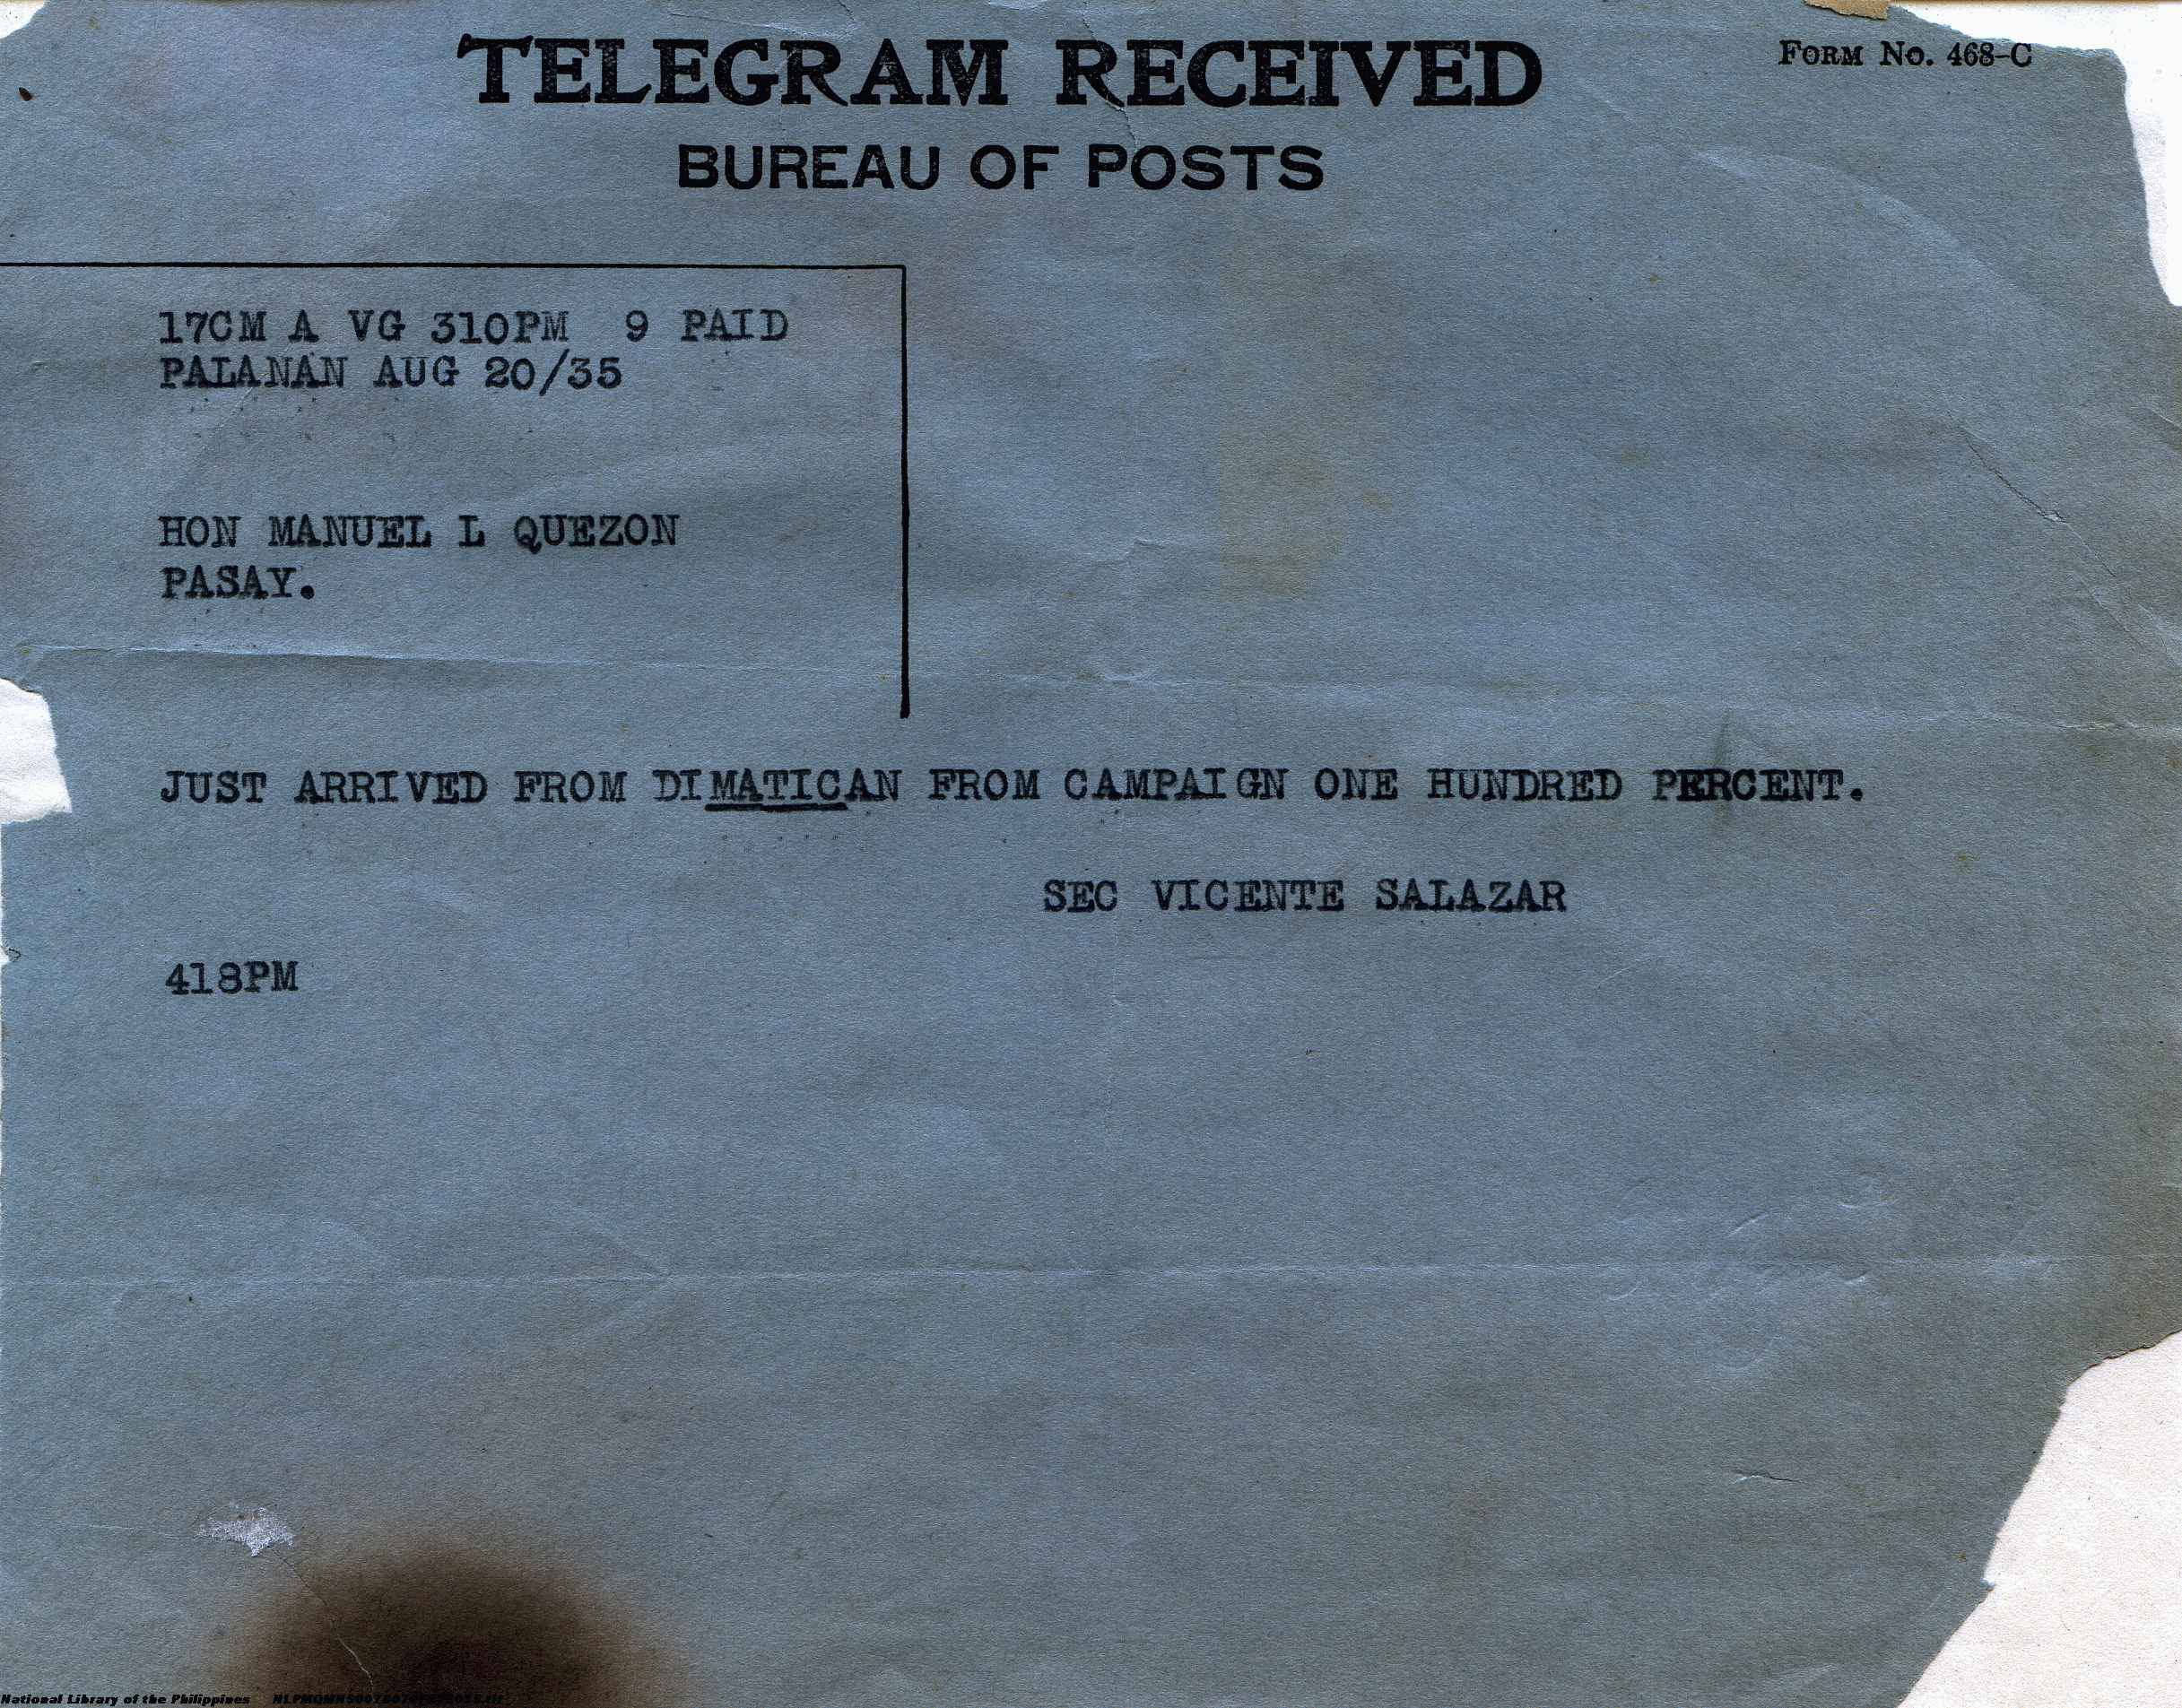 TELEGRAM RECEIVED
FORM NO. 468-C
BUREAU OF POSTS
17CM A VG 310PM 9 PAID
PALANAN AUG 20/35
HON MANUEL L QUEZON
PASAY.
JUST ARRIVED FROM DIMATICAN FROM CAMPAIGN ONE HUNDRED PERCENT.
SEC VICENTE SALAZAR
418PM
National Library of the Philippines